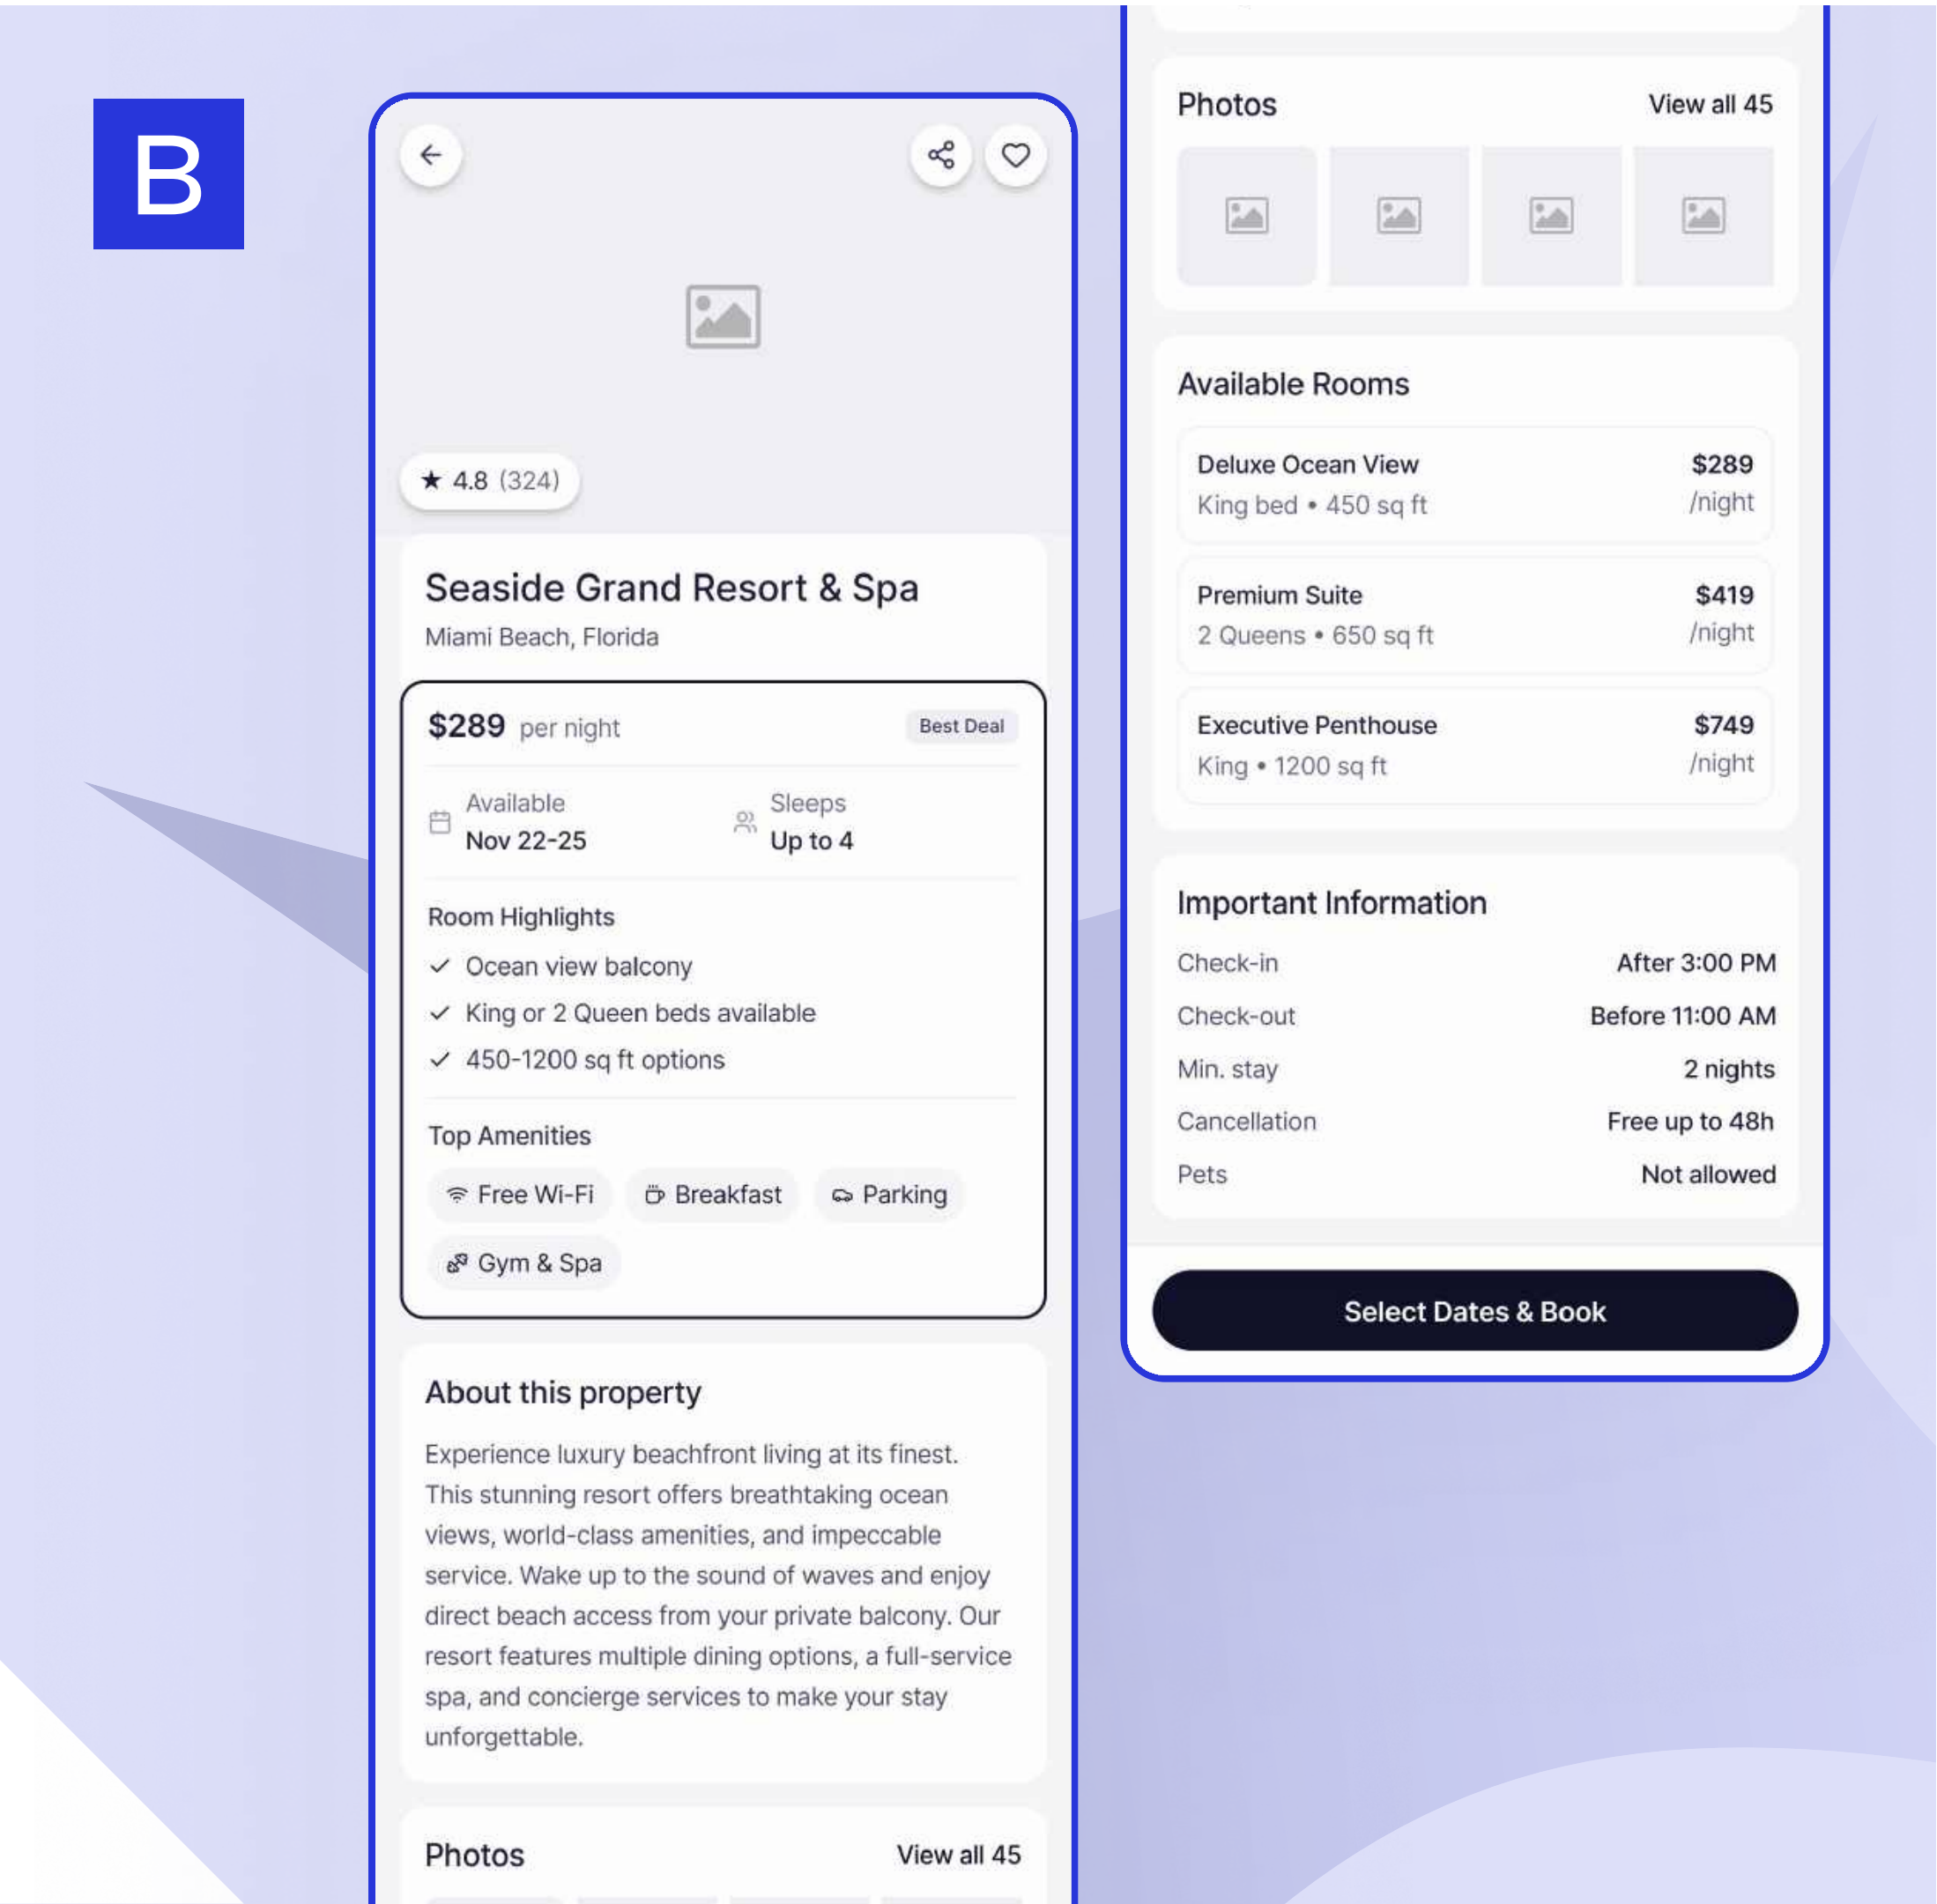 B
4.8 (324)
Seaside Grand Resort & Spa
Miami Beach, Florida
$289 per night
Best Deal
Available
Nov 22-25
Sleeps
Up to 4
Room Highlights
Ocean view balcony
King or 2 Queen beds available
450-1200 sq ft options
Top Amenities
Free Wi-Fi
Breakfast
Parking
Gym & Spa
About this property
Experience luxury beachfront living at its finest.
This stunning resort offers breathtaking ocean
views, world-class amenities, and impeccable
service. Wake up to the sound of waves and enjoy
direct beach access from your private balcony. Our
resort features multiple dining options, a full-service
spa, and concierge services to make your stay
unforgettable.
Photos
View all 45
Photos
View all 45
Available Rooms
Deluxe Ocean View
King bed • 450 sq ft
$289
/night
Premium Suite
2 Queens • 650 sq ft
$419
/night
Executive Penthouse
King • 1200 sq ft
$749
/night
Important Information
Check-in
After 3:00 PM
Check-out
Before 11:00 AM
Min. stay
2 nights
Cancellation
Free up to 48h
Pets
Not allowed
Select Dates & Book